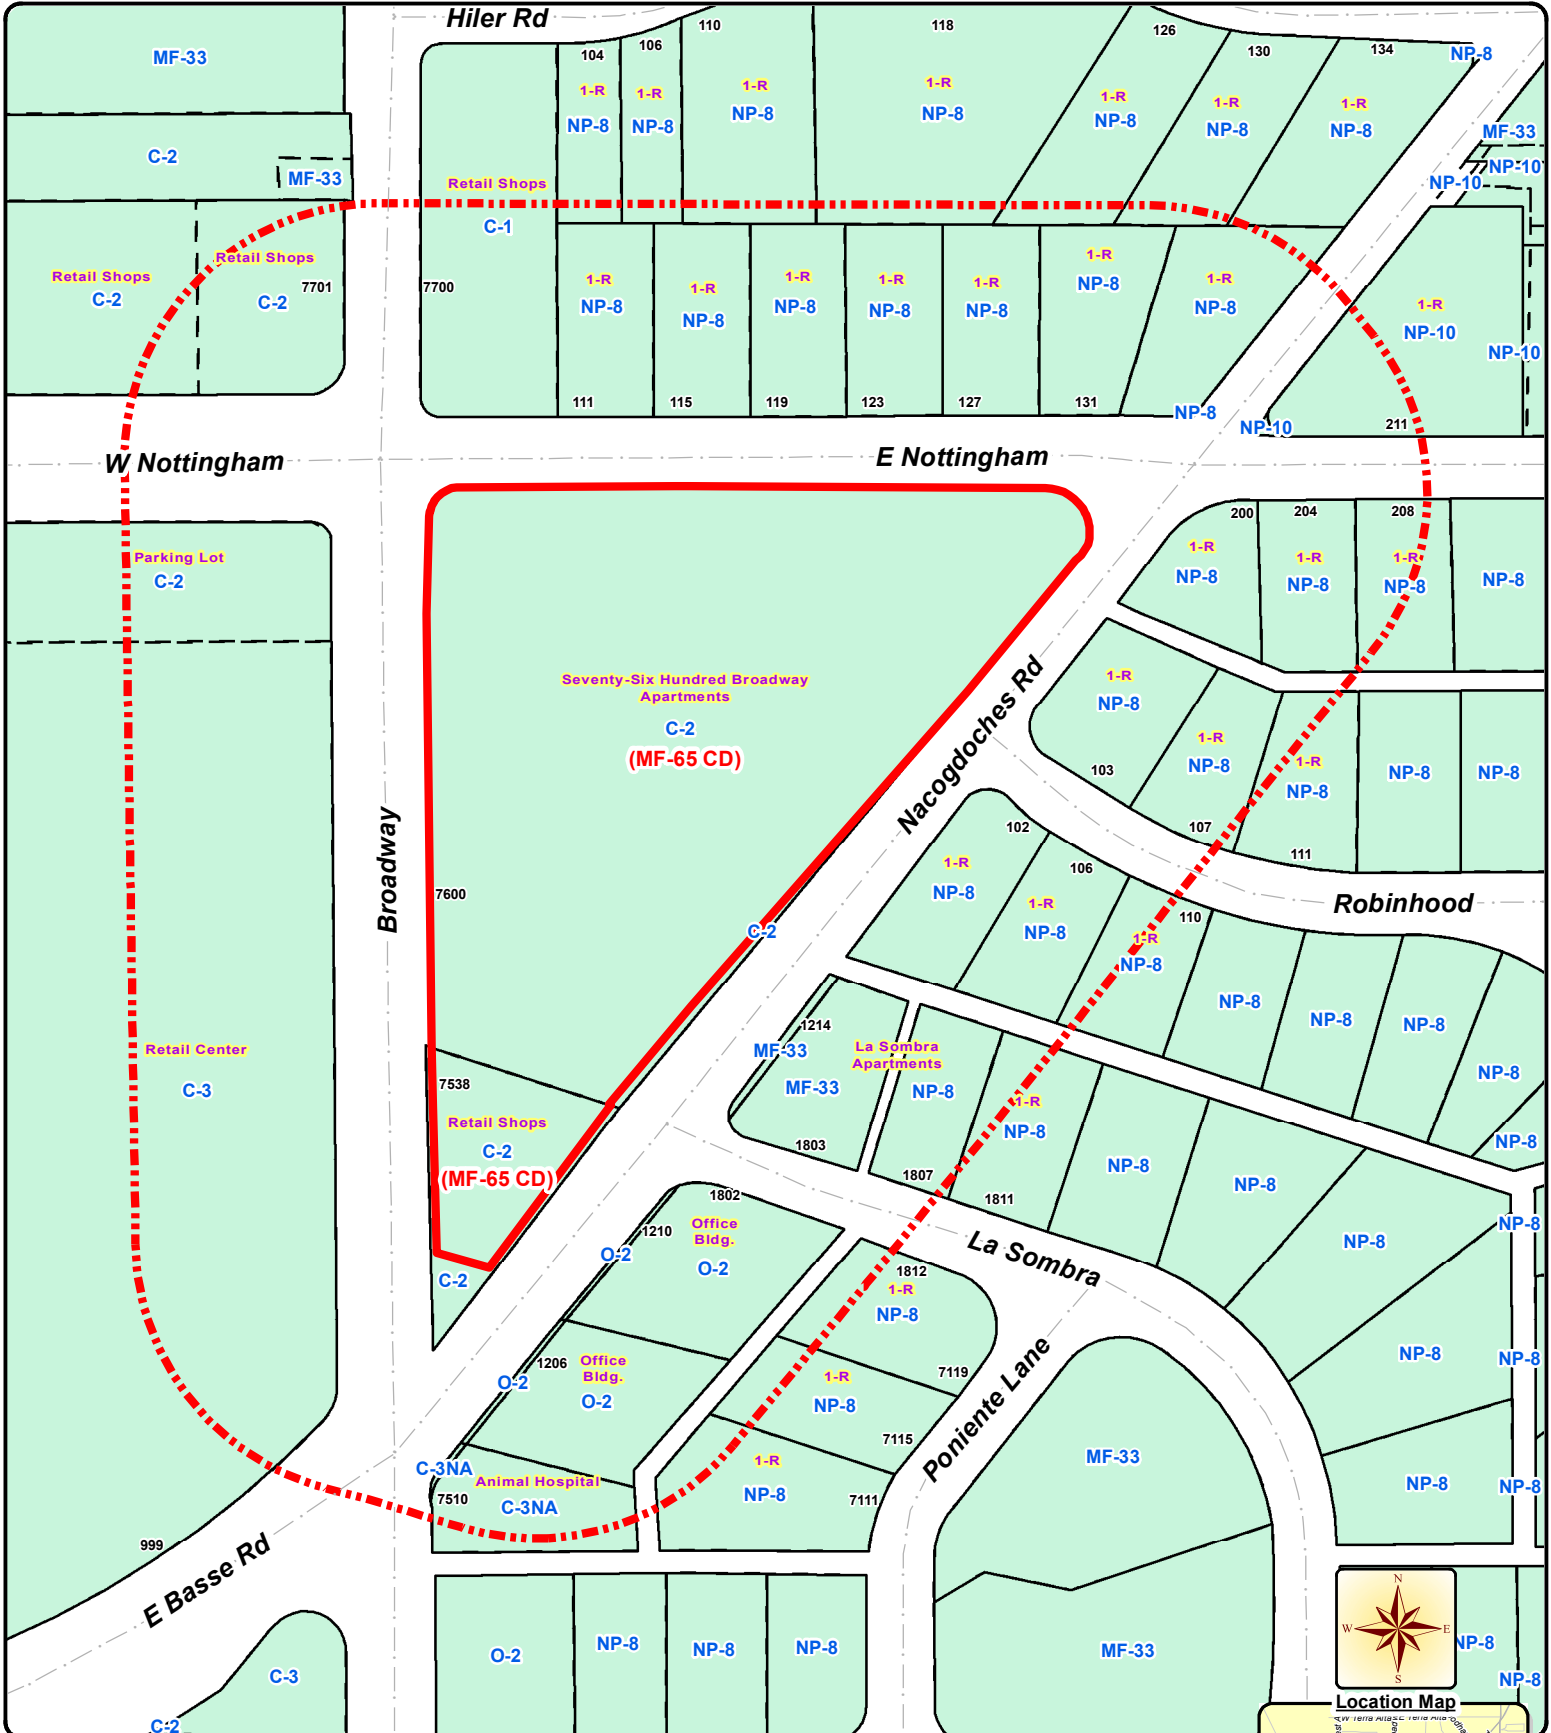 Hiler Rd
110
118
126
104
106
130
134
NP-8
MF-33
1-R
NP-8
1-R
NP-8
1-R
NP-8
1-R
NP-8
1-R
NP-8
1-R
NP-8
1-R
NP-8
MF-33
NP-10
NP-10
C-2
MF-33
Retail Shops
C-1
Retail Shops
C-2
Retail Shops
C-2
7701
7700
1-R
NP-8
1-R
NP-8
1-R
NP-8
1-R
NP-8
1-R
NP-8
1-R
NP-8
1-R
NP-8
1-R
NP-10
NP-10
111
115
119
123
127
131
NP-8
NP-10
211
W Nottingham
E Nottingham
200
204
208
1-R
NP-8
1-R
NP-8
1-R
NP-8
NP-8
Parking Lot
C-2
Seventy-Six Hundred Broadway
Apartments
C-2
(MF-65 CD)
Nacogdoches Rd
1-R
NP-8
1-R
NP-8
1-R
NP-8
NP-8
NP-8
103
107
111
Broadway
7600
C-2
102
106
110
1-R
NP-8
1-R
NP-8
1-R
NP-8
Robinhood
NP-8
NP-8
NP-8
NP-8
NP-8
Retail Center
C-3
7538
Retail Shops
C-2
(MF-65 CD)
C-2
1214
MF-33
MF-33
La Sombra
Apartments
NP-8
1-R
NP-8
NP-8
NP-8
NP-8
NP-8
1803
1807
1811
1802
1210
Office
Bldg.
O-2
O-2
La Sombra
1812
1-R
NP-8
1206
Office
Bldg.
O-2
O-2
7119
1-R
NP-8
7115
Poniente Lane
NP-8
NP-8
C-3NA
Animal Hospital
C-3NA
7510
1-R
NP-8
7111
MF-33
NP-8
NP-8
999
E Basse Rd
C-3
C-2
O-2
NP-8
NP-8
NP-8
MF-33
N
W
E
S
NP-8
NP-8
Location Map
W Terra Alta
E Terra Alta